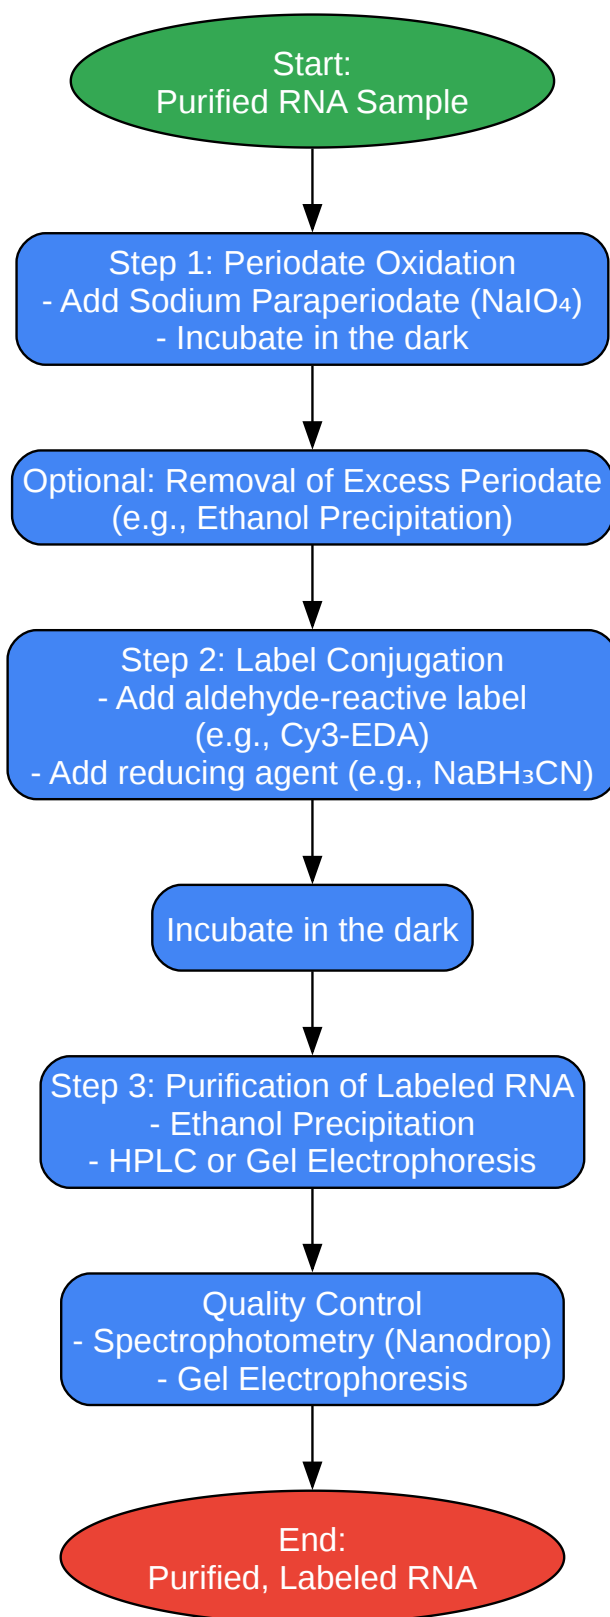 Start:
Purified RNA Sample
Step 1: Periodate Oxidation
- Add Sodium Paraperiodate (NaIO₄)
- Incubate in the dark
Optional: Removal of Excess Periodate
(e.g., Ethanol Precipitation)
Step 2: Label Conjugation
- Add aldehyde-reactive label
(e.g., Cy3-EDA)
- Add reducing agent (e.g., NaBH₃CN)
Incubate in the dark
Step 3: Purification of Labeled RNA
- Ethanol Precipitation
- HPLC or Gel Electrophoresis
Quality Control
- Spectrophotometry (Nanodrop)
- Gel Electrophoresis
End:
Purified, Labeled RNA